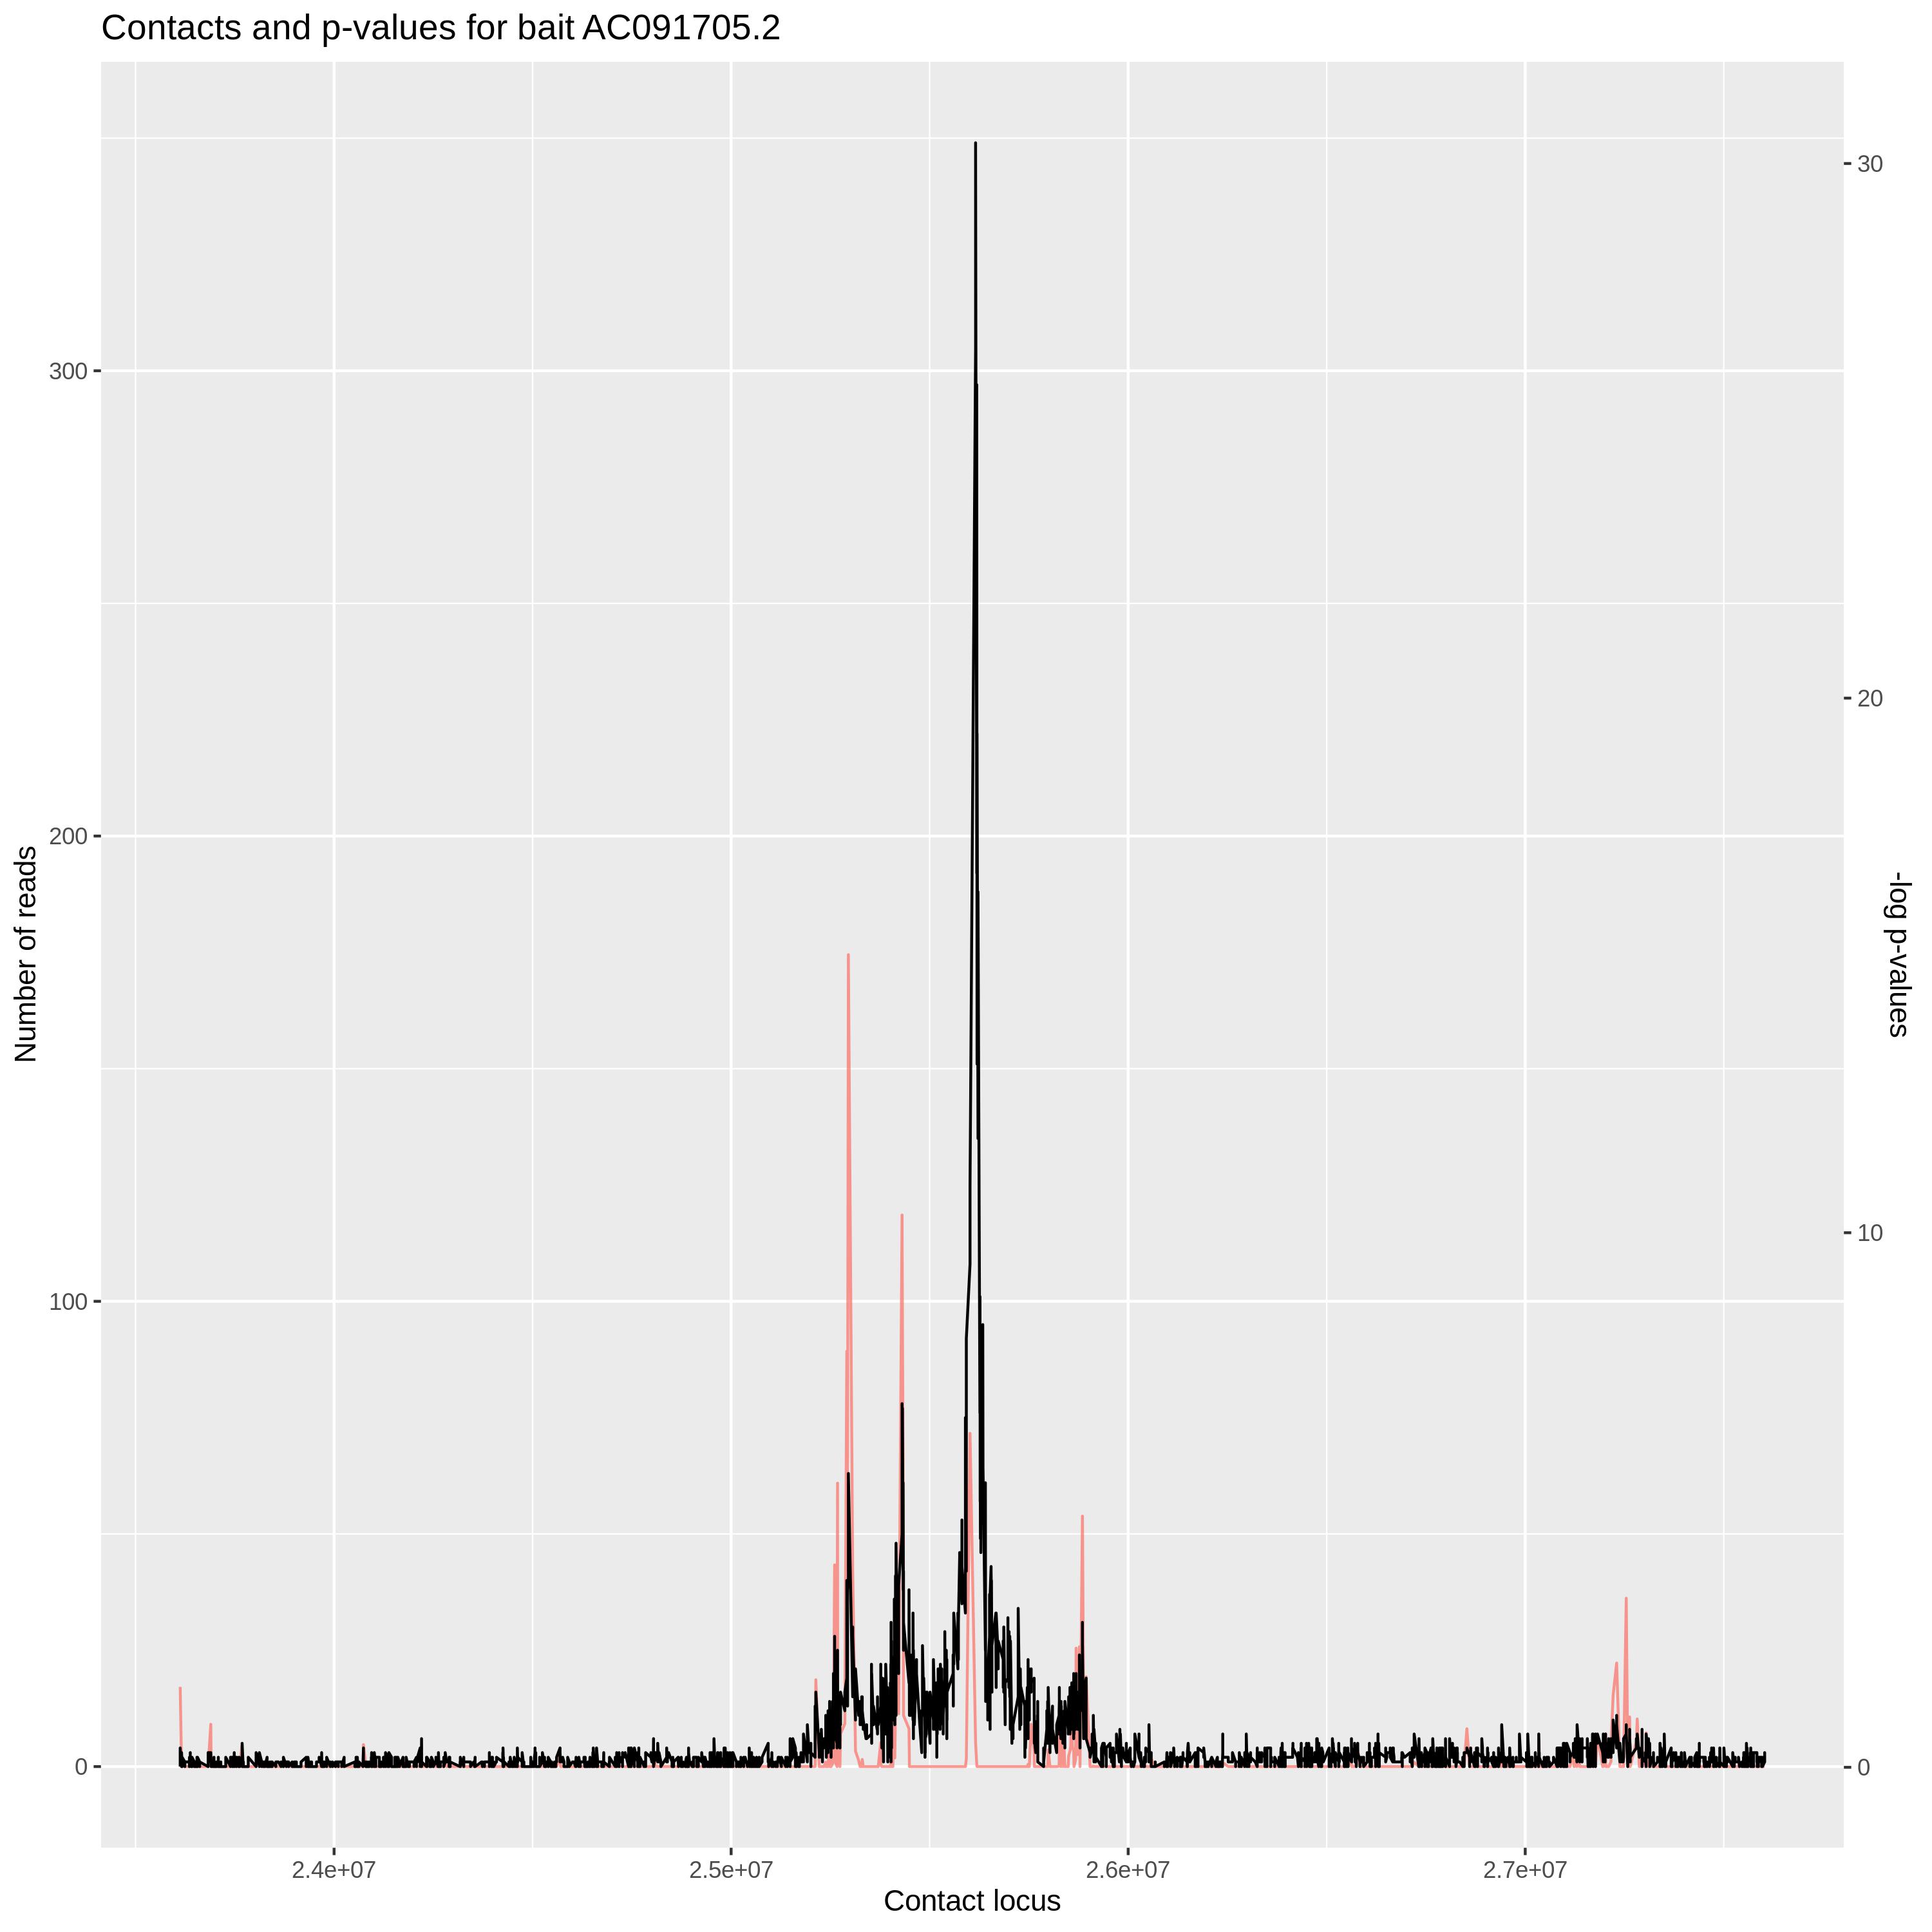 Contacts and p-values for bait AC091705.2
Number of reads
300
200
100
0
30
20
10
0
-log p-values
2.4e+07
2.5e+07
2.6e+07
2.7e+07
Contact locus